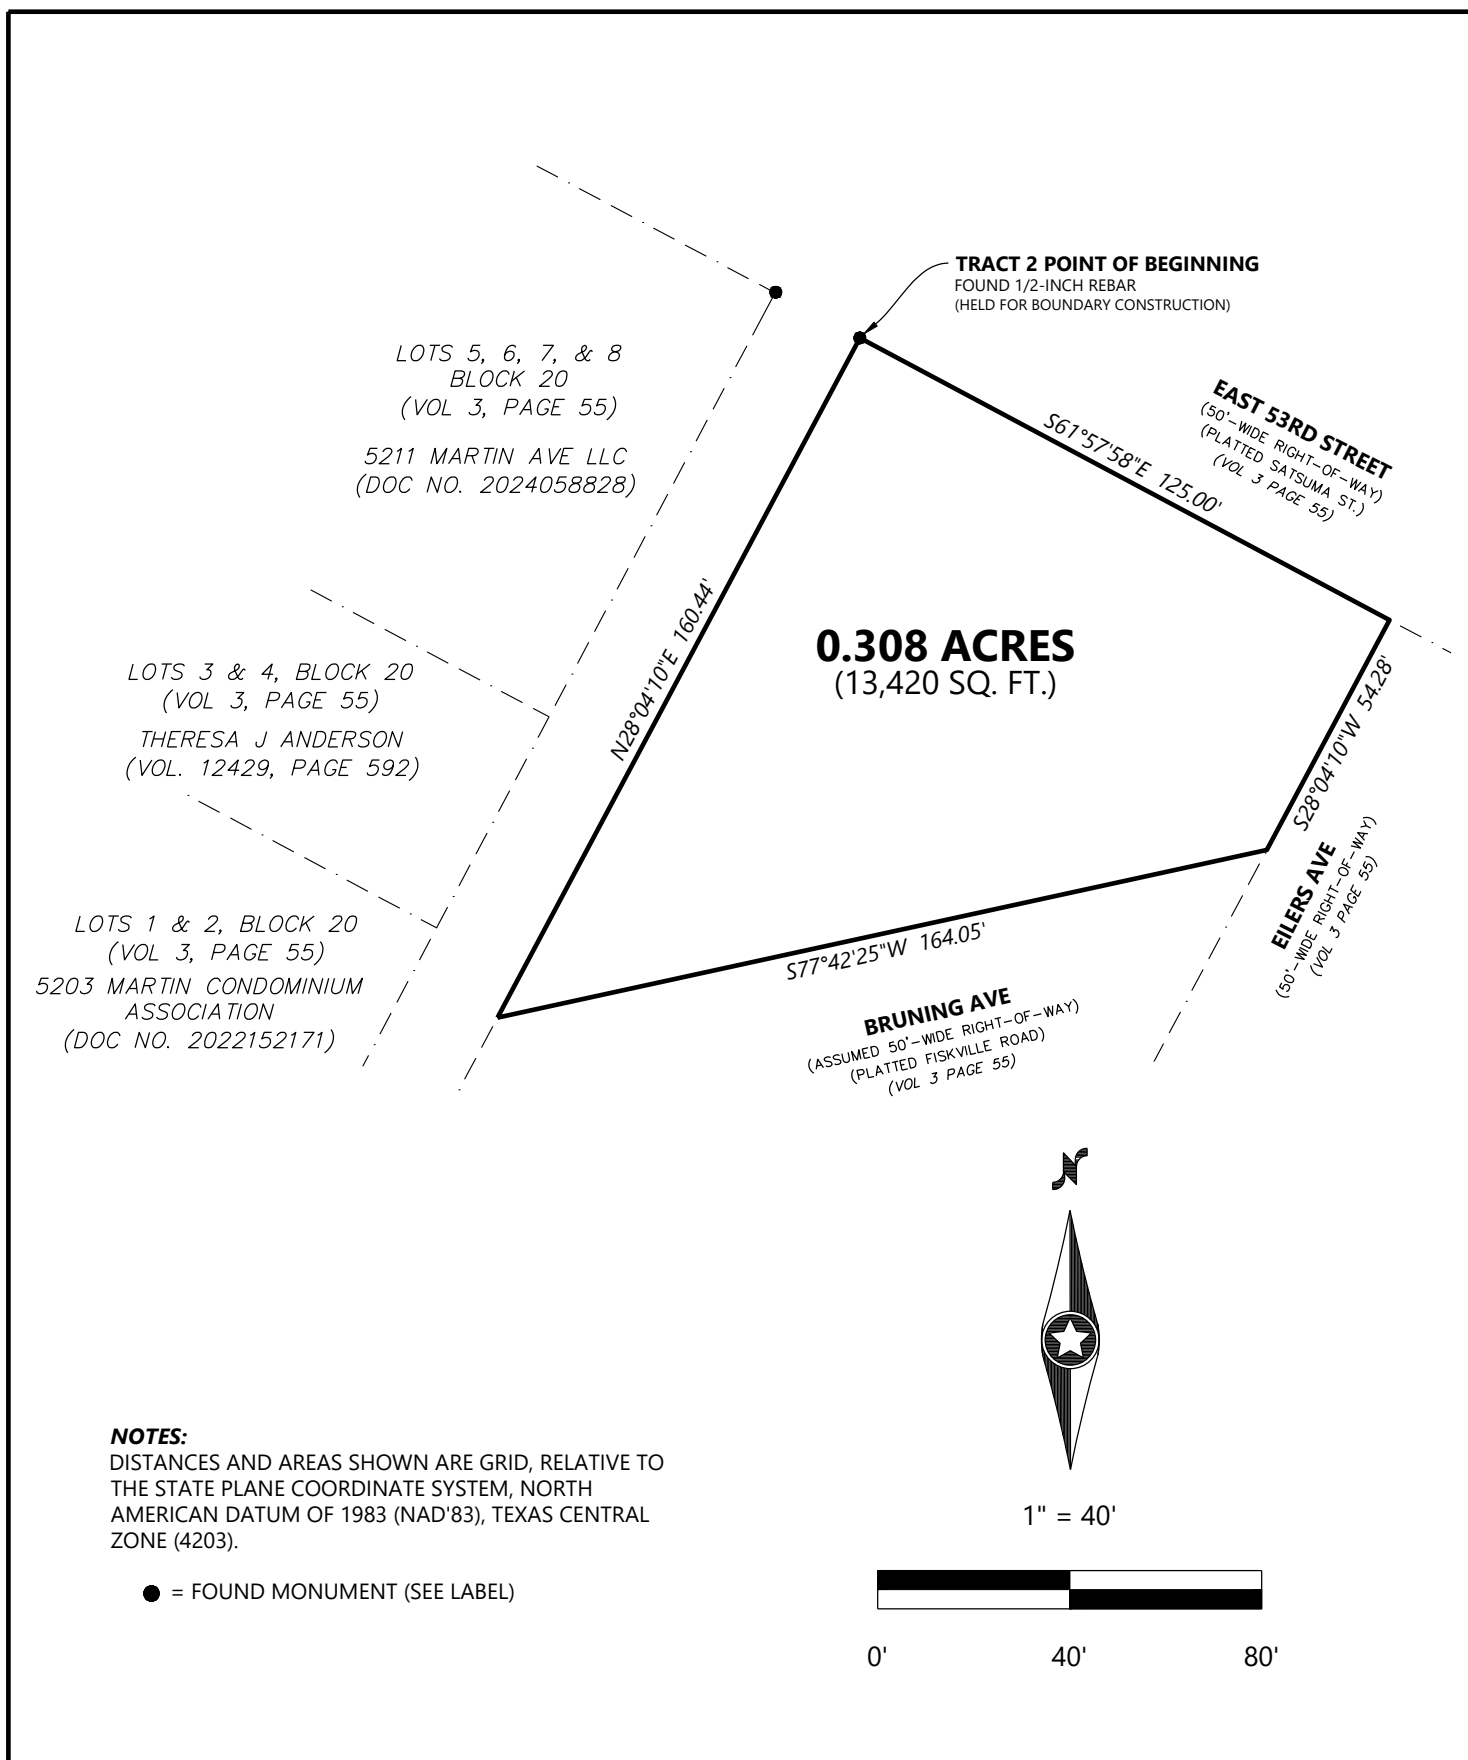 TRACT 2 POINT OF BEGINNING
FOUND 1/2-INCH REBAR
(HELD FOR BOUNDARY CONSTRUCTION)
LOTS 5, 6, 7, & 8
BLOCK 20
(VOL 3, PAGE 55)
5211 MARTIN AVE LLC
(DOC NO. 2024058828)
EAST 53RD STREET
(50'-WIDE RIGHT-OF-WAY)
(PLATTED SATSUMA ST.)
(VOL 3 PAGE 55)
S61°57'58"E 125.00'
N28°04'10"E 160.44'
0.308 ACRES
(13,420 SQ. FT.)
LOTS 3 & 4, BLOCK 20
(VOL 3, PAGE 55)
THERESA J ANDERSON
(VOL. 12429, PAGE 592)
S28°04'10"W 54.28'
EILERS AVE
(50'-WIDE RIGHT-OF-WAY)
(VOL 3 PAGE 55)
LOTS 1 & 2, BLOCK 20
(VOL 3, PAGE 55)
5203 MARTIN CONDOMINIUM
ASSOCIATION
(DOC NO. 2022152171)
S77°42'25"W 164.05'
BRUNING AVE
(ASSUMED 50'-WIDE RIGHT-OF-WAY)
(PLATTED FISKVILLE ROAD)
(VOL 3 PAGE 55)
N
NOTES:
DISTANCES AND AREAS SHOWN ARE GRID, RELATIVE TO
THE STATE PLANE COORDINATE SYSTEM, NORTH
AMERICAN DATUM OF 1983 (NAD'83), TEXAS CENTRAL
ZONE (4203).
= FOUND MONUMENT (SEE LABEL)
1" = 40'
0' 40' 80'